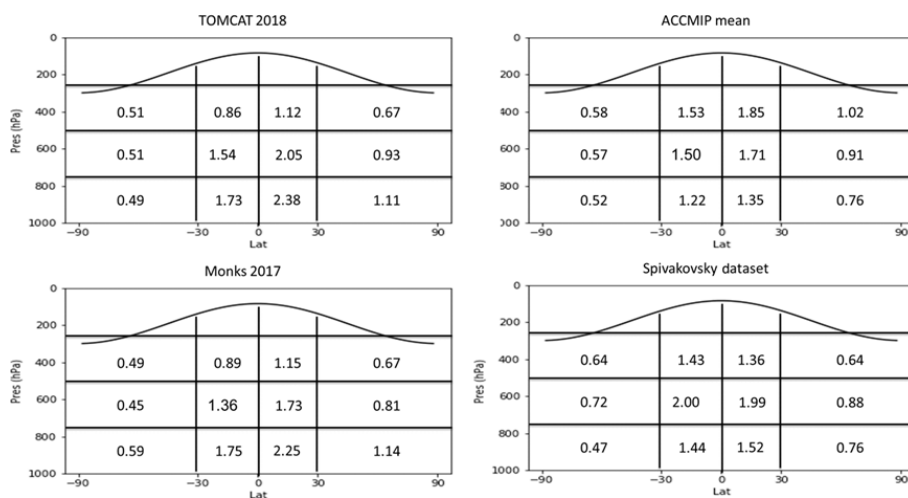 TOMCAT 2018
0
200
400
600
800
1000
Pres (hPa)
0.51 0.86 1.12 0.67
0.51 1.54 2.05 0.93
0.49 1.73 2.38 1.11
−90 −30 0 30 90
Lat
ACCMIP mean
0
200
400
600
800
000
Pres (hPa)
0.58 1.53 1.85 1.02
0.57 1.50 1.71 0.91
0.52 1.22 1.35 0.76
−90 −30 0 30 90
Lat
Monks 2017
0
200
400
600
800
1000
Pres (hPa)
0.49 0.89 1.15 0.67
0.45 1.36 1.73 0.81
0.59 1.75 2.25 1.14
−90 −30 0 30 90
Lat
Spivakovsky dataset
0
200
400
600
800
1000
Pres (hPa)
0.64 1.43 1.36 0.64
0.72 2.00 1.99 0.88
0.47 1.44 1.52 0.76
−90 −30 0 30 90
Lat